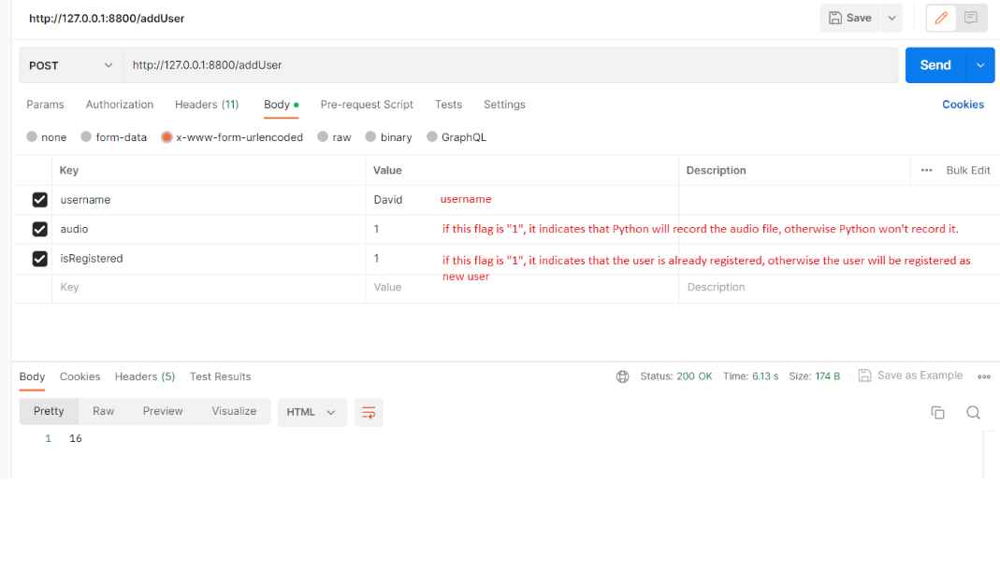 http://127.0.0.1:8800/addUser Save
POST http://127.0.0.1:8800/addUser Send
Params Authorization Headers (11) Body Pre-request Script Tests Settings Cookies
none form-data x-www-form-urlencoded raw binary GraphQL
Key Value Description Bulk Edit
username David username
audio 1 if this flag is "1", it indicates that Python will record the audio file, otherwise Python won't record it.
isRegistered 1 if this flag is "1", it indicates that the user is already registered, otherwise the user will be registered as
new user
Key Value Description
Body Cookies Headers (5) Test Results Status: 200 OK Time: 6.13 s Size: 174 B Save as Example
Pretty Raw Preview Visualize HTML
1 16